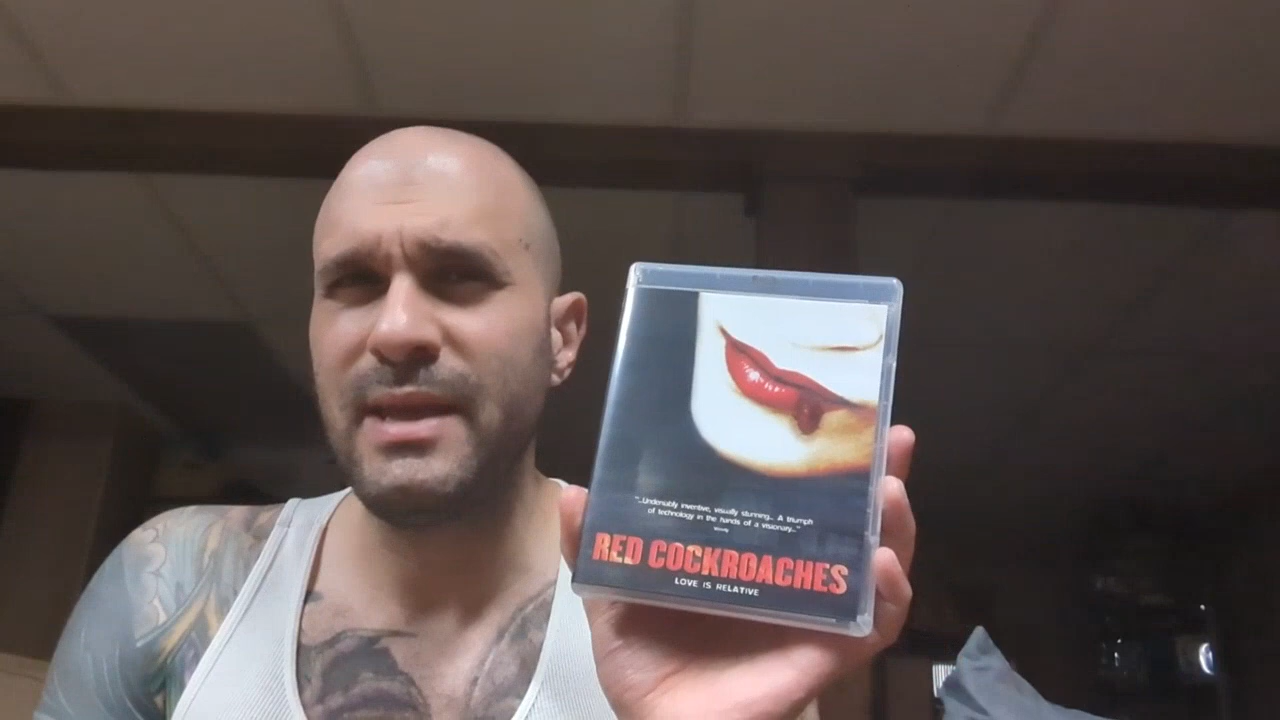 "...Undeniably inventive, visually stunning... A triumph
of technology in the hands of a visionary..."
RED COCKROACHES
LOVE IS RELATIVE